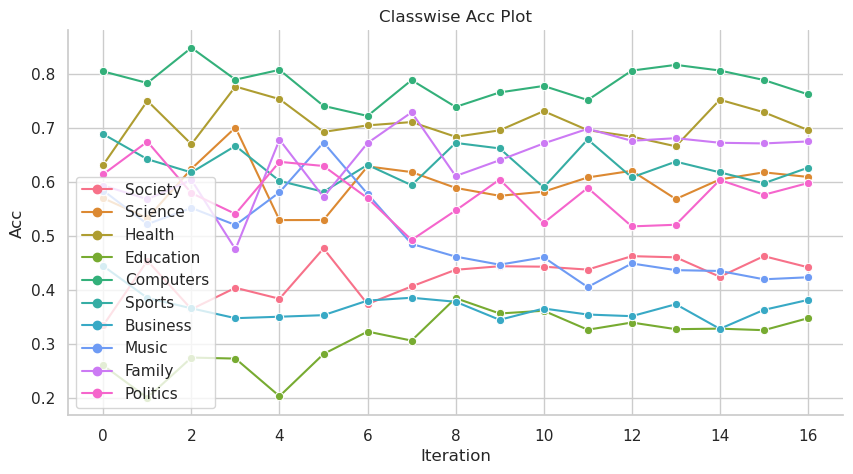 Classwise Acc Plot
Acc
0.8
0.7
0.6
0.5
0.4
0.3
0.2
Society
Science
Health
Education
Computers
Sports
Business
Music
Family
Politics
0 2 4 6 8 10 12 14 16
Iteration